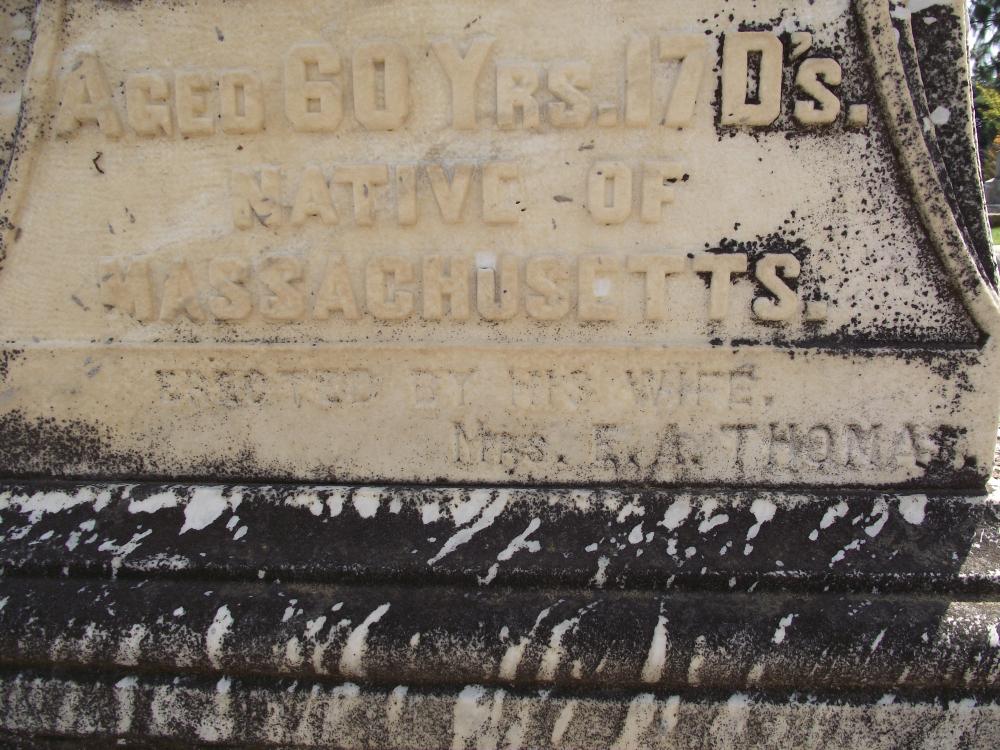 AGED 60 YRS. 17 D's.
NATIVE OF
MASSACHUSETTS.
ERECTED BY HIS WIFE,
MRS. E. A. THOMAS.